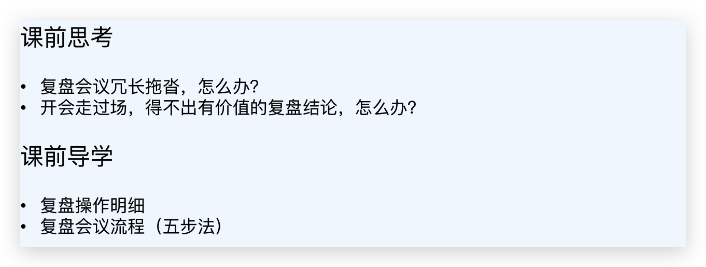 课前思考
• 复盘会议冗长拖沓，怎么办？
• 开会走过场，得不出有价值的复盘结论，怎么办？
课前导学
• 复盘操作明细
• 复盘会议流程（五步法）